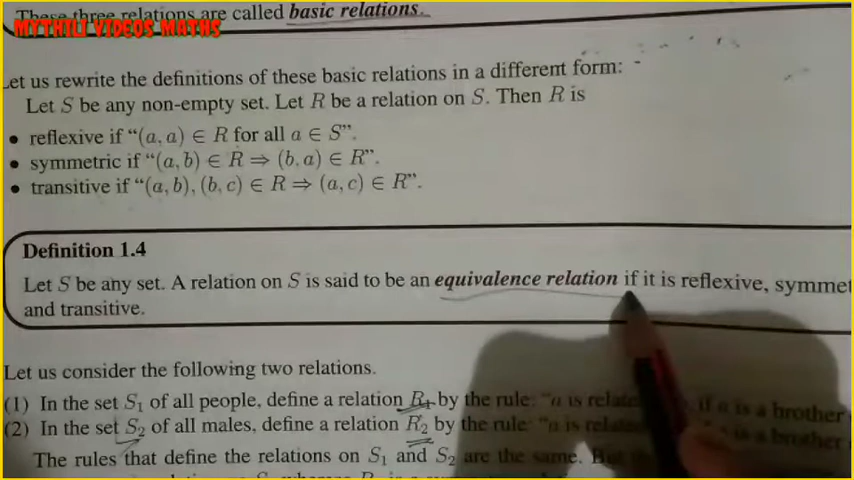 These three relations are called basic relations.
MYTHILI VIDEOS MATHS
Let us rewrite the definitions of these basic relations in a different form:
Let S be any non-empty set. Let R be a relation on S. Then R is
• reflexive if “(a, a) ∈ R for all a ∈ S”.
• symmetric if “(a, b) ∈ R ⇒ (b, a) ∈ R”.
• transitive if “(a, b), (b, c) ∈ R ⇒ (a, c) ∈ R”.
Definition 1.4
Let S be any set. A relation on S is said to be an equivalence relation if it is reflexive, symmet
and transitive.
Let us consider the following two relations.
(1) In the set S₁ of all people, define a relation R₁ by the rule: “a is relate if a is a brother
(2) In the set S₂ of all males, define a relation R₂ by the rule: “a is related is a brother
The rules that define the relations on S₁ and S₂ are the same.